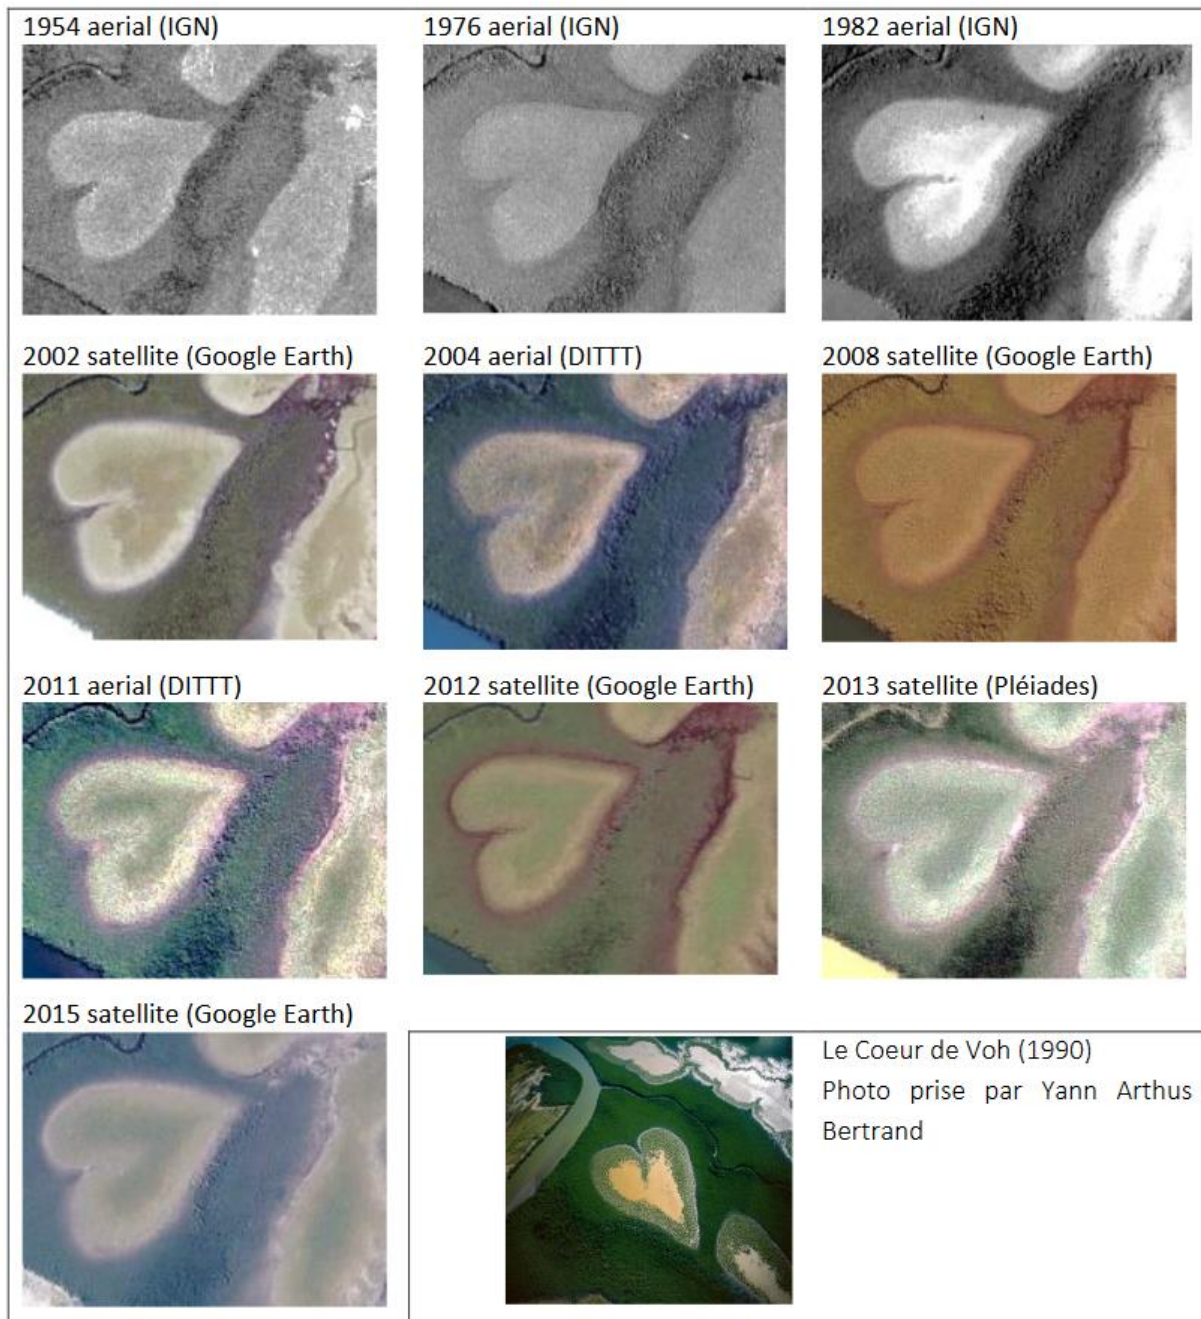 1954 aerial (IGN)
1976 aerial (IGN)
1982 aerial (IGN)
2002 satellite (Google Earth)
2004 aerial (DITTT)
2008 satellite (Google Earth)
2011 aerial (DITTT)
2012 satellite (Google Earth)
2013 satellite (Pléiades)
2015 satellite (Google Earth)
Le Coeur de Voh (1990)
Photo prise par Yann Arthus
Bertrand